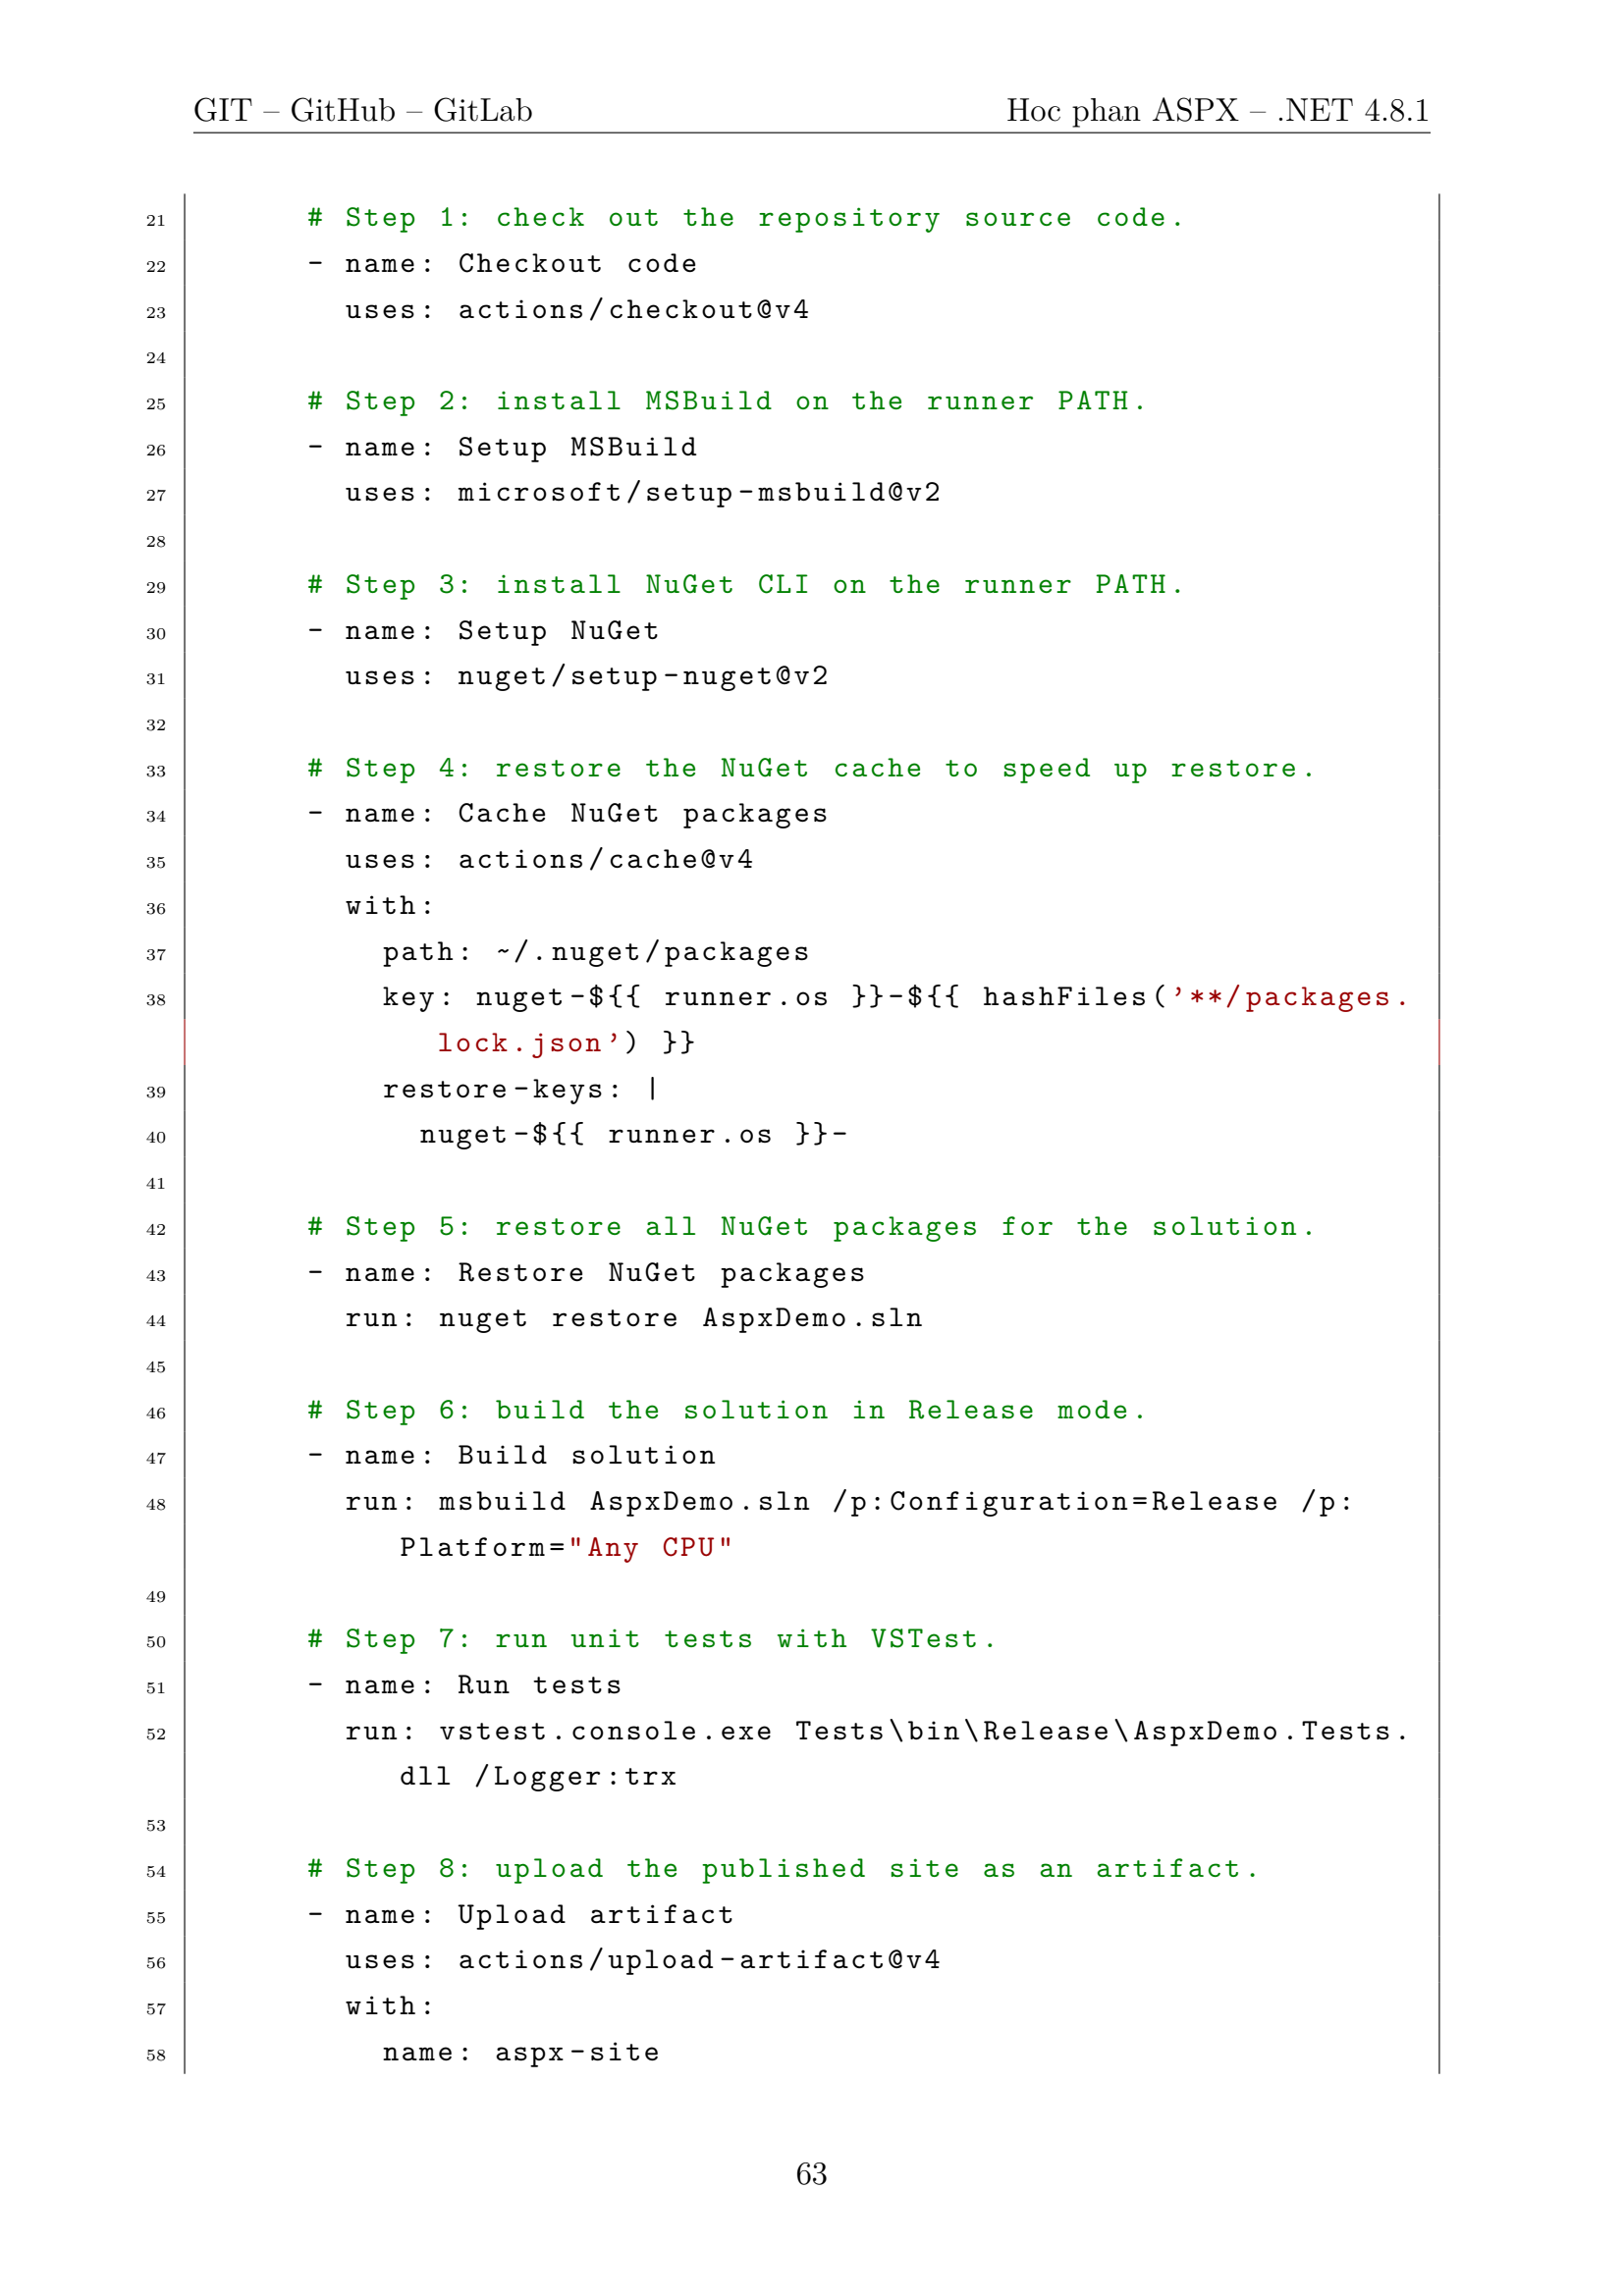 GIT – GitHub – GitLab Hoc phan ASPX – .NET 4.8.1
21 # Step 1: check out the repository source code.
22 - name: Checkout code
23 uses: actions/checkout@v4
24
25 # Step 2: install MSBuild on the runner PATH.
26 - name: Setup MSBuild
27 uses: microsoft/setup-msbuild@v2
28
29 # Step 3: install NuGet CLI on the runner PATH.
30 - name: Setup NuGet
31 uses: nuget/setup-nuget@v2
32
33 # Step 4: restore the NuGet cache to speed up restore.
34 - name: Cache NuGet packages
35 uses: actions/cache@v4
36 with:
37 path: ~/.nuget/packages
38 key: nuget-${{ runner.os }}-${{ hashFiles('**/packages.
lock.json') }}
39 restore-keys: |
40 nuget-${{ runner.os }}-
41
42 # Step 5: restore all NuGet packages for the solution.
43 - name: Restore NuGet packages
44 run: nuget restore AspxDemo.sln
45
46 # Step 6: build the solution in Release mode.
47 - name: Build solution
48 run: msbuild AspxDemo.sln /p:Configuration=Release /p:
Platform="Any CPU"
49
50 # Step 7: run unit tests with VSTest.
51 - name: Run tests
52 run: vstest.console.exe Tests\bin\Release\AspxDemo.Tests.
dll /Logger:trx
53
54 # Step 8: upload the published site as an artifact.
55 - name: Upload artifact
56 uses: actions/upload-artifact@v4
57 with:
58 name: aspx-site
63